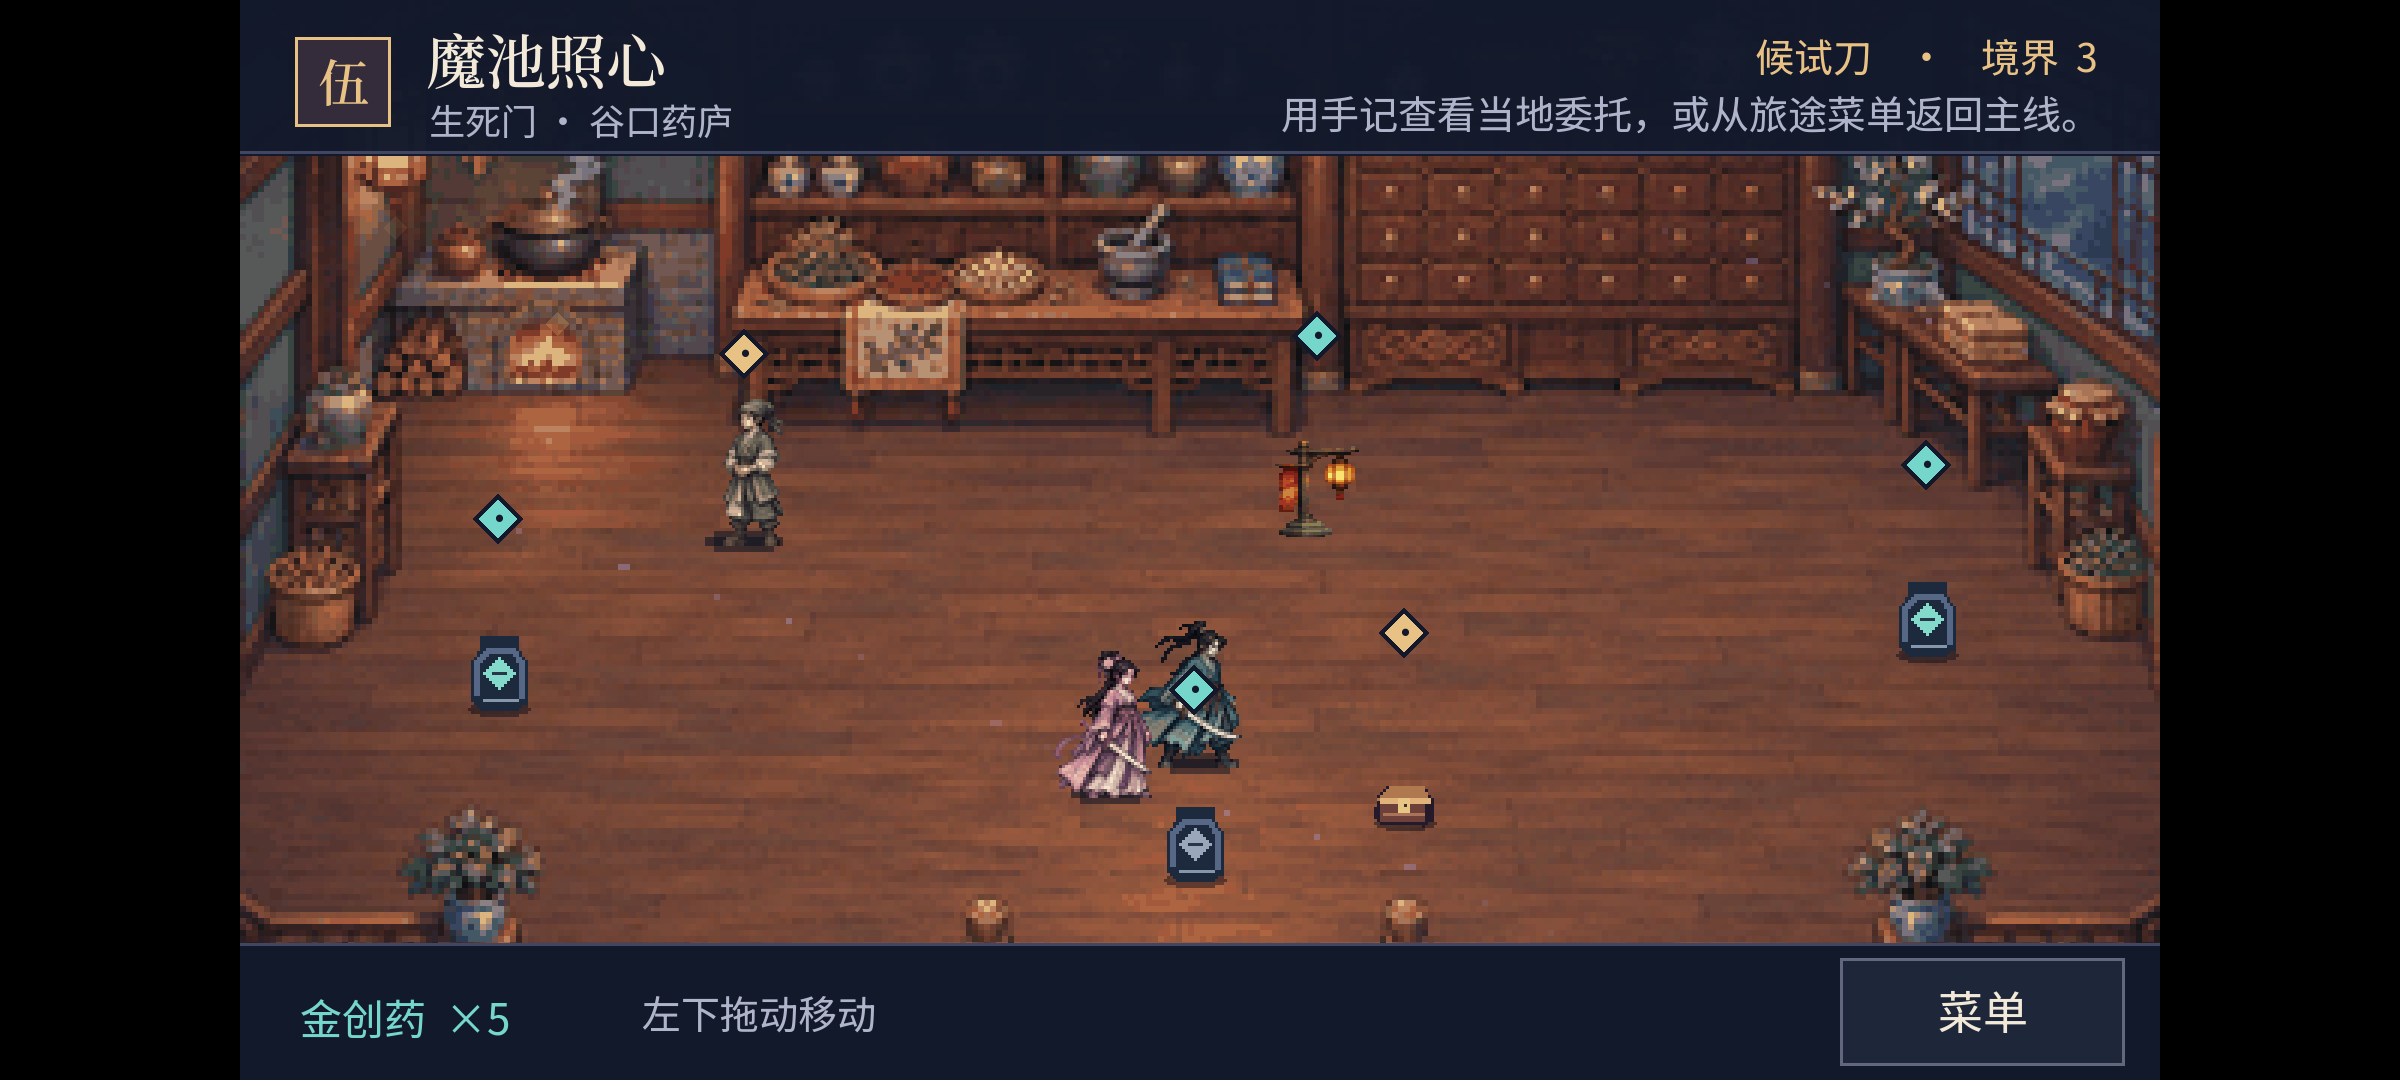 伍
魔池照心
生死门 · 谷口药庐
候试刀 · 境界 3
用手记查看当地委托，或从旅途菜单返回主线。
金创药 ×5
左下拖动移动
菜单